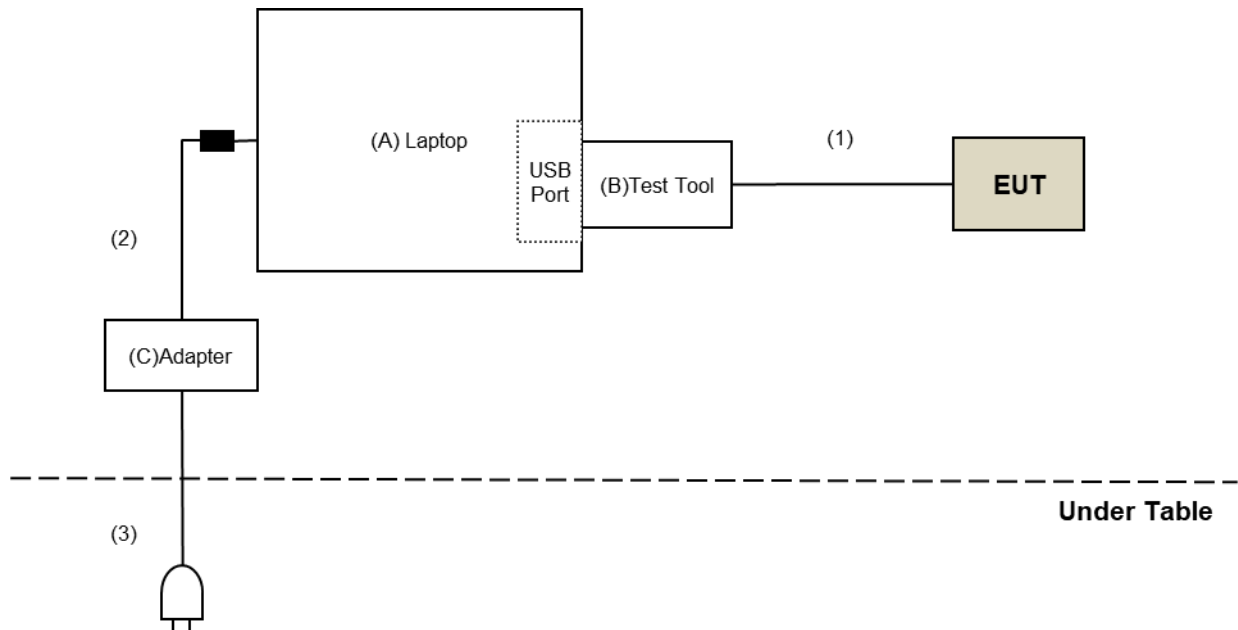 (A) Laptop
USB
Port
(B)Test Tool
(1)
EUT
(2)
(C)Adapter
Under Table
(3)